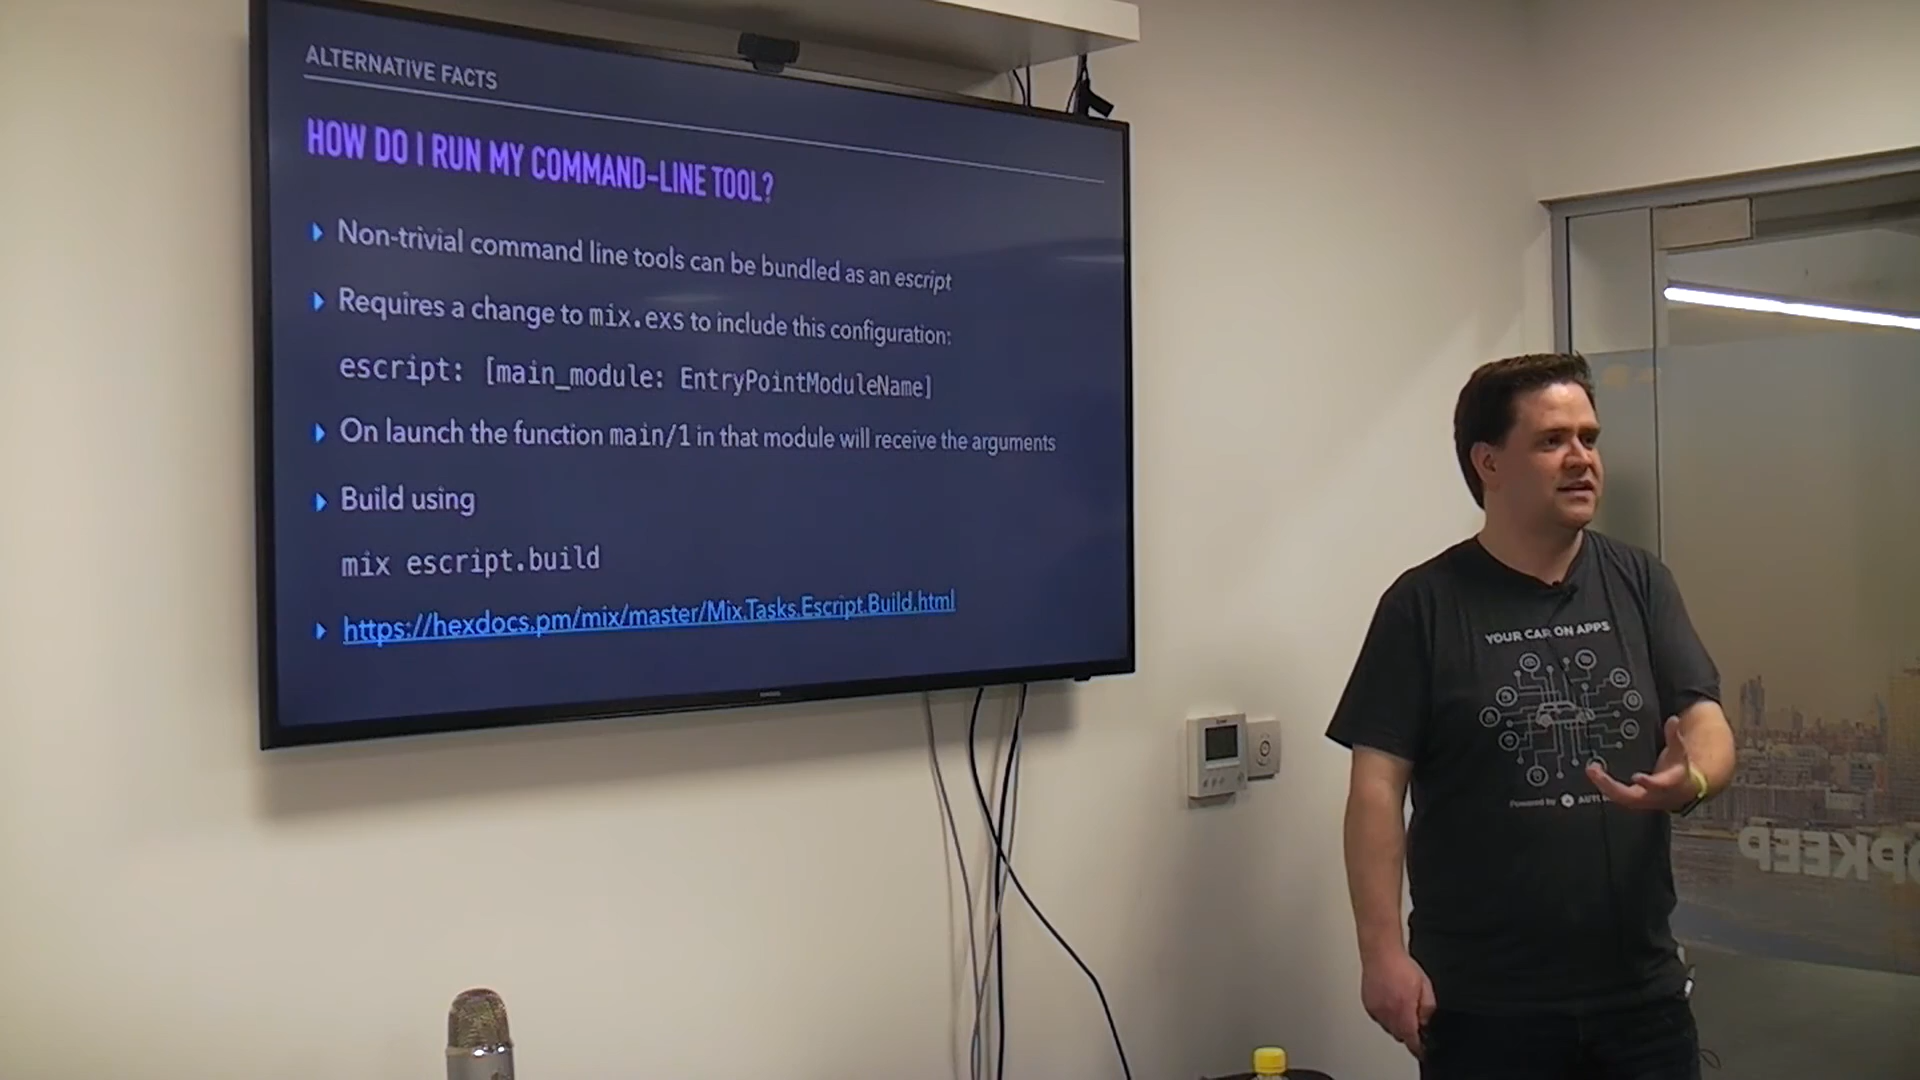 ALTERNATIVE FACTS
HOW DO I RUN MY COMMAND-LINE TOOL?
Non-trivial command line tools can be bundled as an escript
Requires a change to mix.exs to include this configuration:
escript: [main_module: EntryPointModuleName]
On launch the function main/1 in that module will receive the arguments
Build using
mix escript.build
https://hexdocs.pm/mix/master/Mix.Tasks.Escript.Build.html
YOUR CAR ON APPS
Powered by
OPKEEP